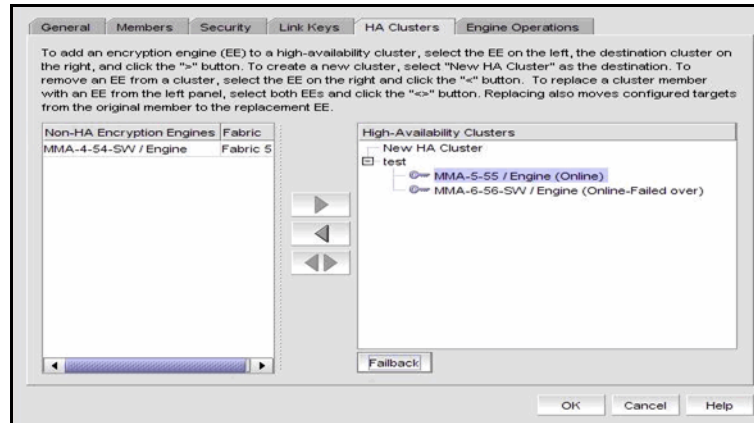 General Members Security Link Keys HA Clusters Engine Operations
To add an encryption engine (EE) to a high-availability cluster, select the EE on the left, the destination cluster on
the right, and click the ">" button. To create a new cluster, select "New HA Cluster" as the destination. To
remove an EE from a cluster, select the EE on the right and click the "<" button. To replace a cluster member
with an EE from the left panel, select both EEs and click the "<>" button. Replacing also moves configured targets
from the original member to the replacement EE.
Non-HA Encryption Engines Fabric
MMA-4-54-SW / Engine Fabric 5
High-Availability Clusters
New HA Cluster
test
MMA-5-55 / Engine (Online)
MMA-6-56-SW / Engine (Online-Failed over)
Failback
OK Cancel Help